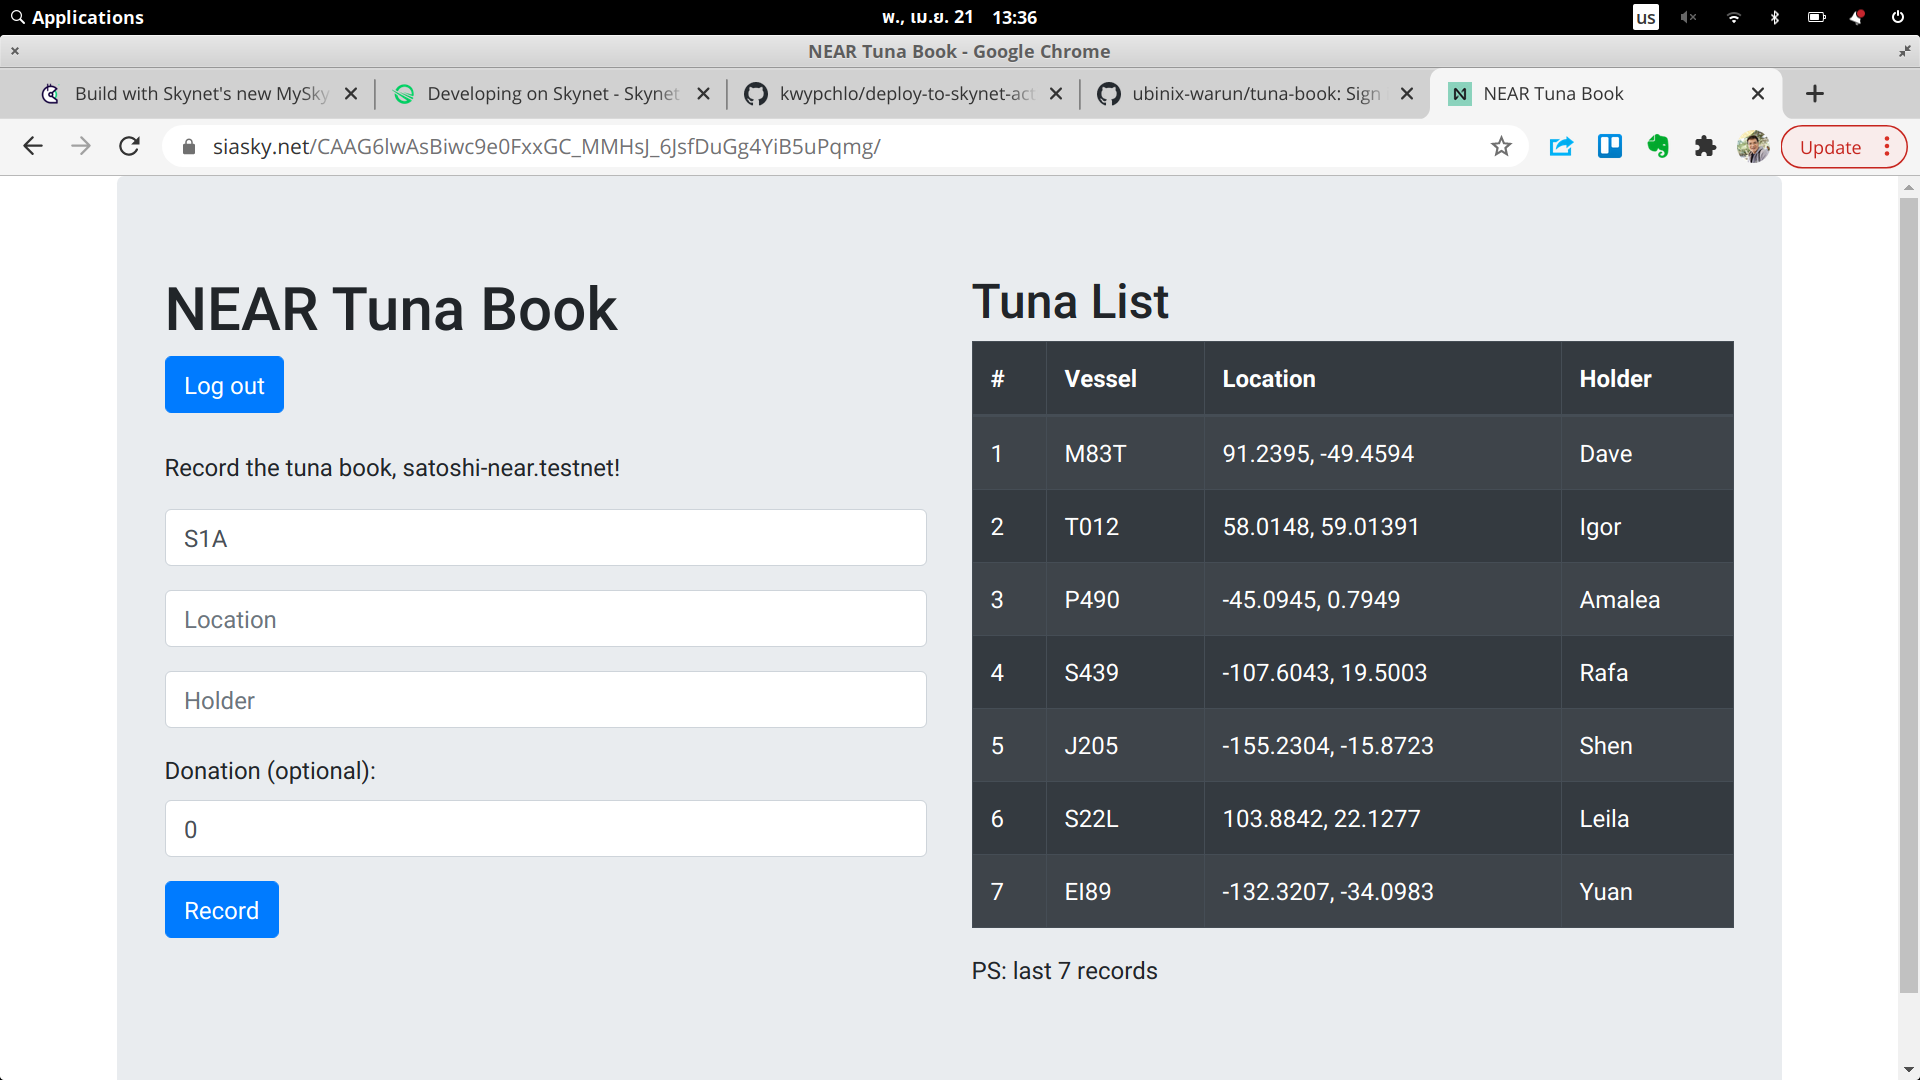 Applications
พ., เม.ย. 21 13:36
us
NEAR Tuna Book - Google Chrome
Build with Skynet's new MySky
Developing on Skynet - Skynet
kwypchlo/deploy-to-skynet-act
ubinix-warun/tuna-book: Sign
NEAR Tuna Book
siasky.net/CAAG6lwAsBiwc9e0FxxGC_MMHsJ_6JsfDuGg4YiB5uPqmg/
Update
NEAR Tuna Book
Log out
Record the tuna book, satoshi-near.testnet!
S1A
Location
Holder
Donation (optional):
0
Record
Tuna List
# Vessel Location Holder
1 M83T 91.2395, -49.4594 Dave
2 T012 58.0148, 59.01391 Igor
3 P490 -45.0945, 0.7949 Amalea
4 S439 -107.6043, 19.5003 Rafa
5 J205 -155.2304, -15.8723 Shen
6 S22L 103.8842, 22.1277 Leila
7 EI89 -132.3207, -34.0983 Yuan
PS: last 7 records